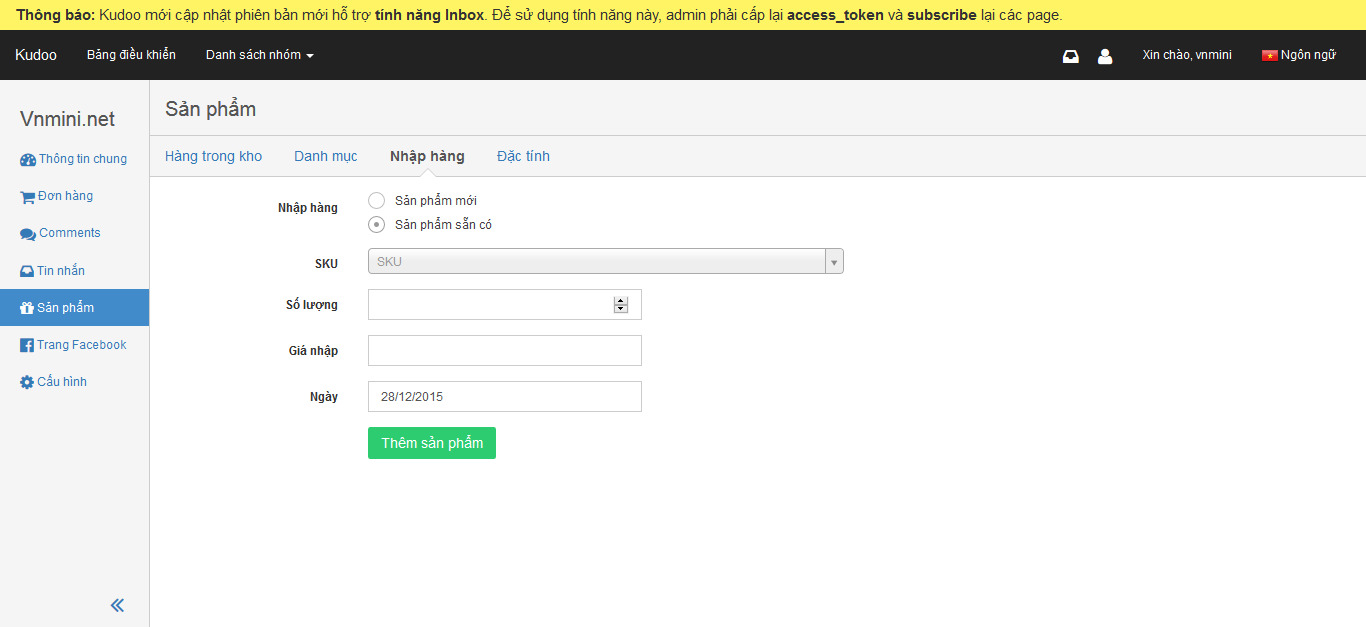 Thông báo: Kudoo mới cập nhật phiên bản mới hỗ trợ tính năng Inbox. Để sử dụng tính năng này, admin phải cấp lại access_token và subscribe lại các page.
Kudoo
Bảng điều khiển
Danh sách nhóm
Xin chào, vnmini
Ngôn ngữ
Vnmini.net
Thông tin chung
Đơn hàng
Comments
Tin nhắn
Sản phẩm
Trang Facebook
Cấu hình
Sản phẩm
Hàng trong kho
Danh mục
Nhập hàng
Đặc tính
Nhập hàng
Sản phẩm mới
Sản phẩm sẵn có
SKU
SKU
Số lượng
Giá nhập
Ngày
28/12/2015
Thêm sản phẩm